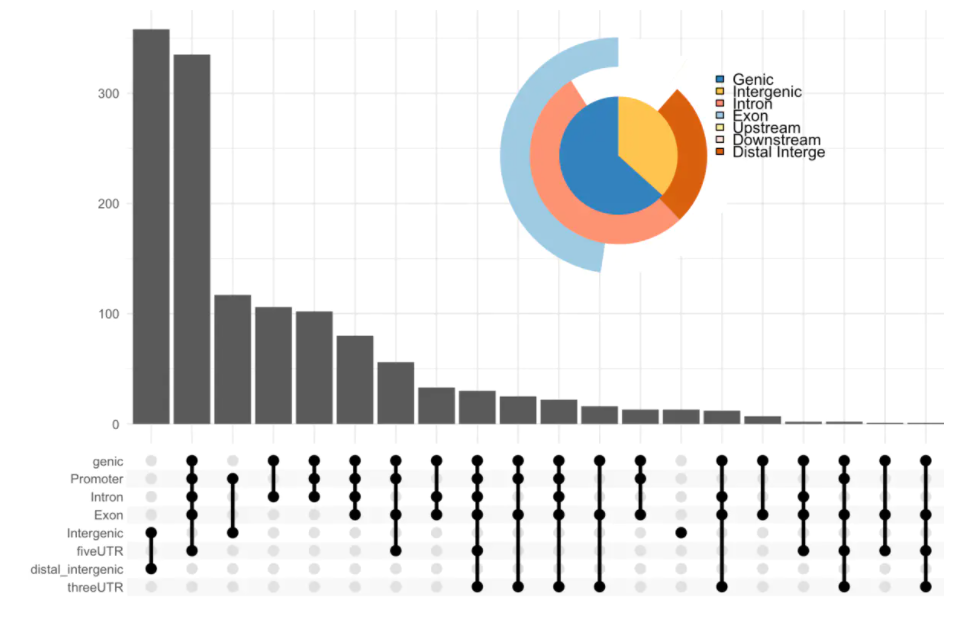 300
200
100
0
Genic
Intergenic
Intron
Exon
Upstream
Downstream
Distal Interge
genic
Promoter
Intron
Exon
Intergenic
fiveUTR
distal_intergenic
threeUTR